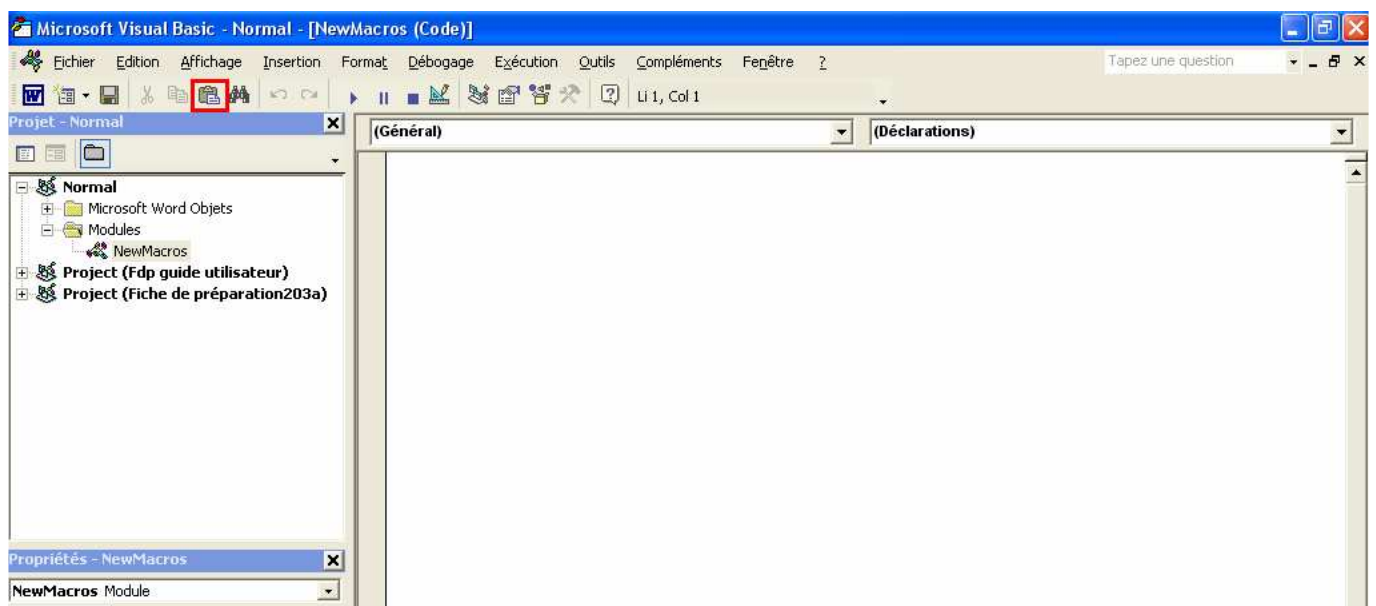 Microsoft Visual Basic - Normal - [NewMacros (Code)]
Eichier Edition Affichage Insertion Format Débogage Exécution Outils Compléments Fenêtre ? Tapez une question
Li 1, Col 1
Projet - Normal
(Général) (Déclarations)
Normal
Microsoft Word Objets
Modules
NewMacros
Project (Fdp guide utilisateur)
Project (Fiche de préparation203a)
Propriétés - NewMacros
NewMacros Module